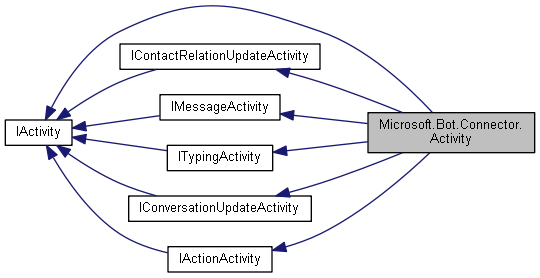 IContactRelationUpdateActivity
IMessageActivity
IActivity
Microsoft.Bot.Connector.
Activity
ITypingActivity
IConversationUpdateActivity
IActionActivity